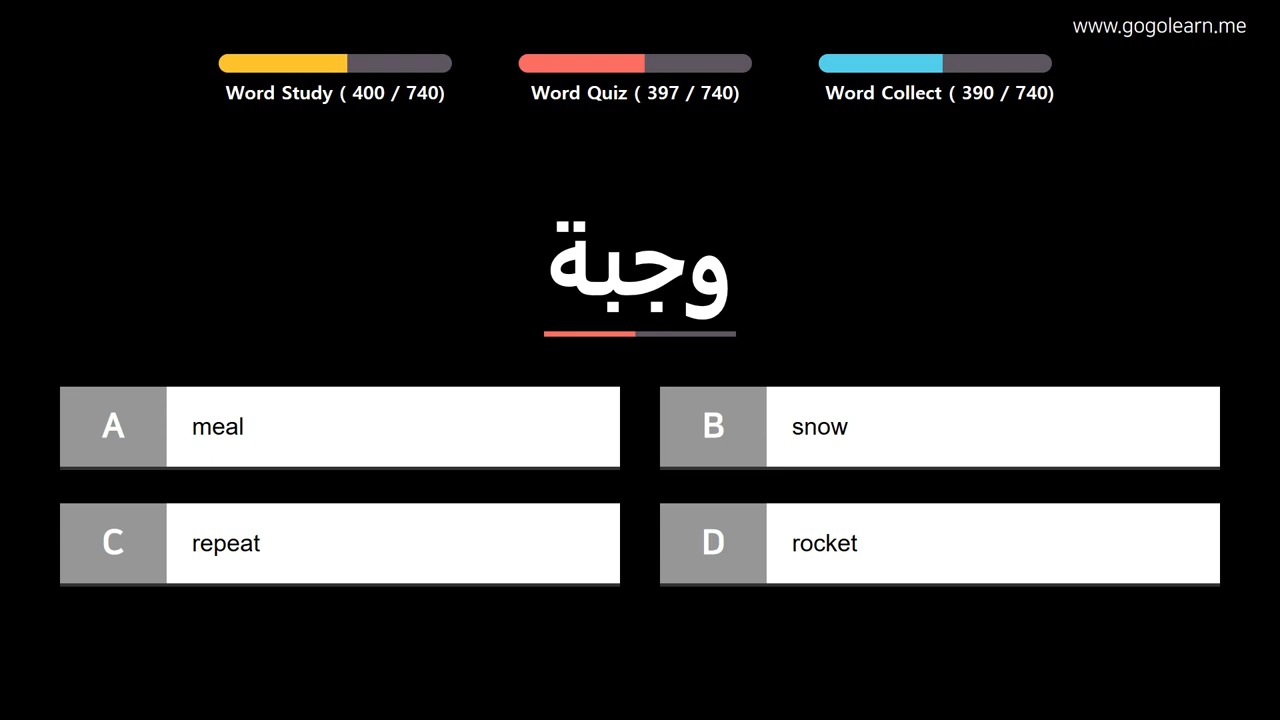 www.gogolearn.me
Word Study ( 400 / 740)
Word Quiz ( 397 / 740)
Word Collect ( 390 / 740)
وجبة
A meal
B snow
C repeat
D rocket